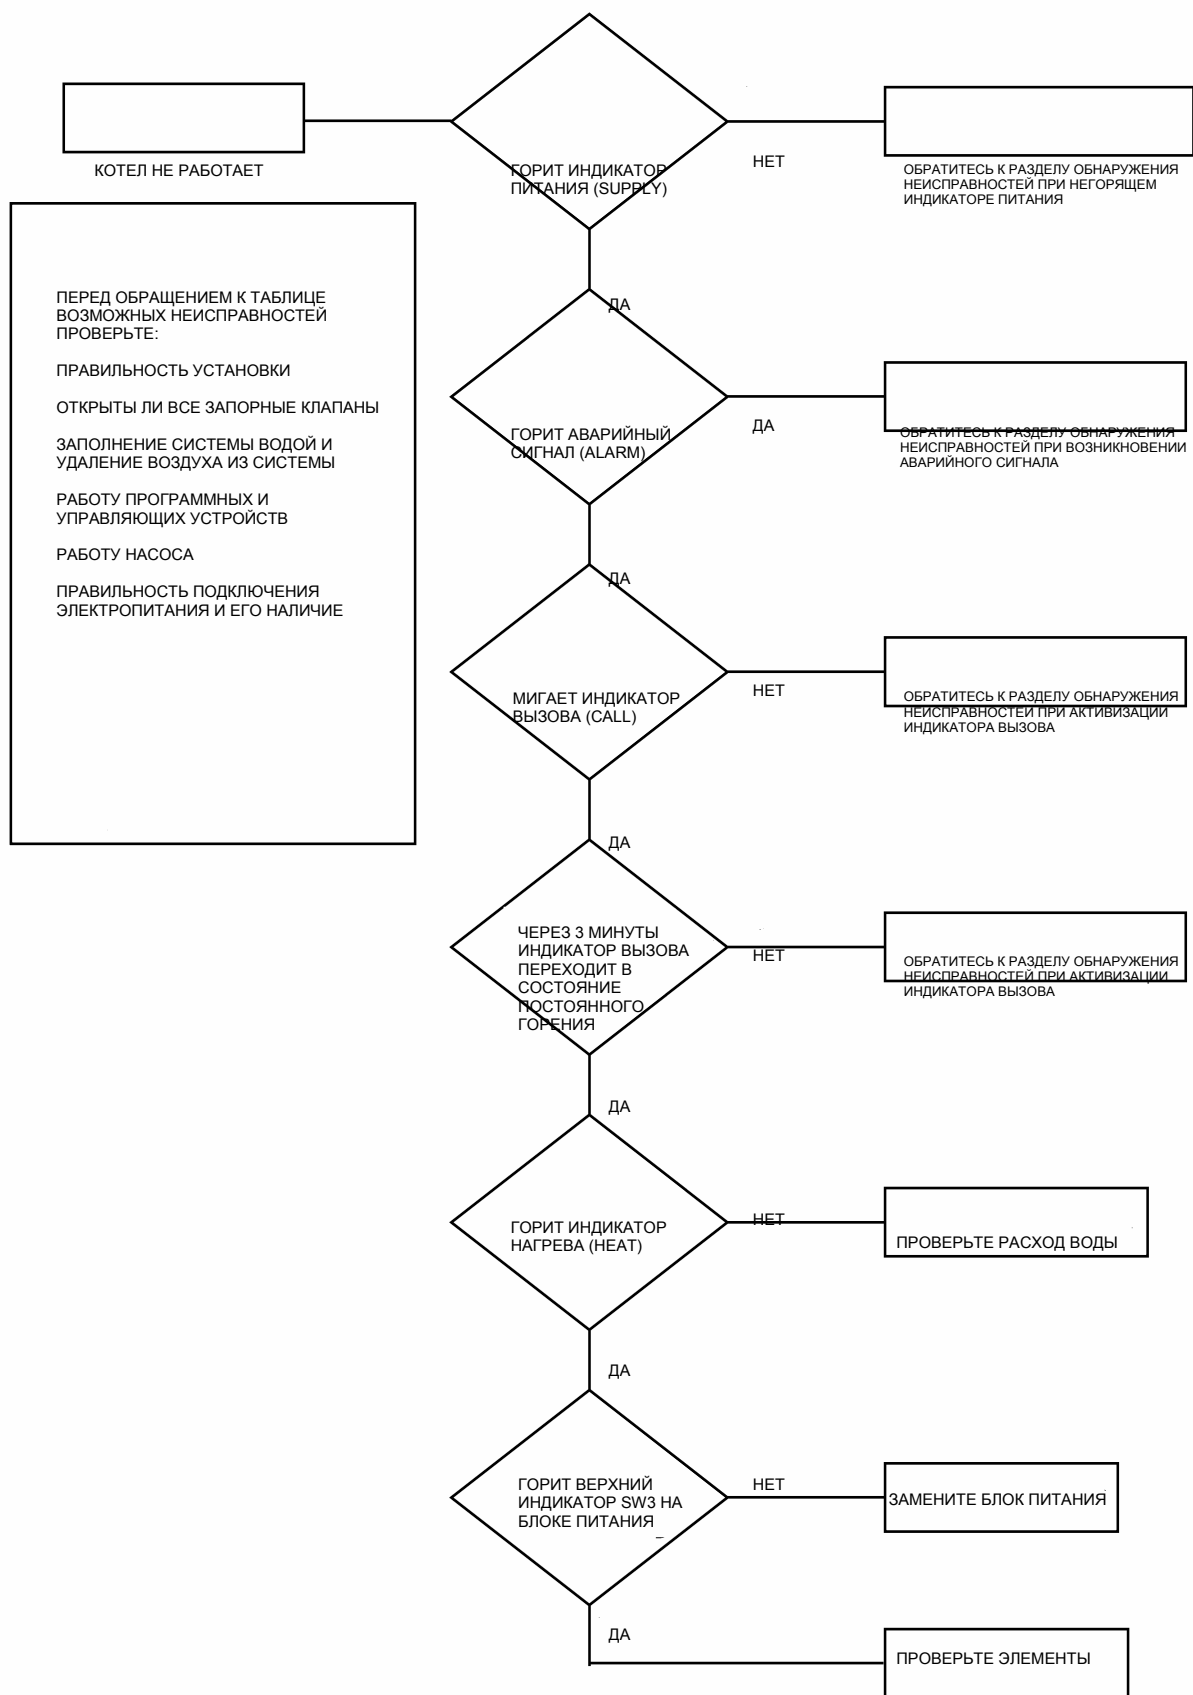 КОТЕЛ НЕ РАБОТАЕТ
ГОРИТ ИНДИКАТОР
ПИТАНИЯ (SUPPLY)
НЕТ
ОБРАТИТЕСЬ К РАЗДЕЛУ ОБНАРУЖЕНИЯ
НЕИСПРАВНОСТЕЙ ПРИ НЕГОРЯЩЕМ
ИНДИКАТОРЕ ПИТАНИЯ
ПЕРЕД ОБРАЩЕНИЕМ К ТАБЛИЦЕ
ВОЗМОЖНЫХ НЕИСПРАВНОСТЕЙ
ПРОВЕРЬТЕ:
ПРАВИЛЬНОСТЬ УСТАНОВКИ
ОТКРЫТЫ ЛИ ВСЕ ЗАПОРНЫЕ КЛАПАНЫ
ЗАПОЛНЕНИЕ СИСТЕМЫ ВОДОЙ И
УДАЛЕНИЕ ВОЗДУХА ИЗ СИСТЕМЫ
РАБОТУ ПРОГРАММНЫХ И
УПРАВЛЯЮЩИХ УСТРОЙСТВ
РАБОТУ НАСОСА
ПРАВИЛЬНОСТЬ ПОДКЛЮЧЕНИЯ
ЭЛЕКТРОПИТАНИЯ И ЕГО НАЛИЧИЕ
ДА
ГОРИТ АВАРИЙНЫЙ
СИГНАЛ (ALARM)
ДА
ОБРАТИТЕСЬ К РАЗДЕЛУ ОБНАРУЖЕНИЯ
НЕИСПРАВНОСТЕЙ ПРИ ВОЗНИКНОВЕНИИ
АВАРИЙНОГО СИГНАЛА
ДА
МИГАЕТ ИНДИКАТОР
ВЫЗОВА (CALL)
НЕТ
ОБРАТИТЕСЬ К РАЗДЕЛУ ОБНАРУЖЕНИЯ
НЕИСПРАВНОСТЕЙ ПРИ АКТИВИЗАЦИИ
ИНДИКАТОРА ВЫЗОВА
ДА
ЧЕРЕЗ 3 МИНУТЫ
ИНДИКАТОР ВЫЗОВА
ПЕРЕХОДИТ В
СОСТОЯНИЕ
ПОСТОЯННОГО
ГОРЕНИЯ
НЕТ
ОБРАТИТЕСЬ К РАЗДЕЛУ ОБНАРУЖЕНИЯ
НЕИСПРАВНОСТЕЙ ПРИ АКТИВИЗАЦИИ
ИНДИКАТОРА ВЫЗОВА
ДА
ГОРИТ ИНДИКАТОР
НАГРЕВА (HEAT)
НЕТ
ПРОВЕРЬТЕ РАСХОД ВОДЫ
ДА
ГОРИТ ВЕРХНИЙ
ИНДИКАТОР SW3 НА
БЛОКЕ ПИТАНИЯ
НЕТ
ЗАМЕНИТЕ БЛОК ПИТАНИЯ
ДА
ПРОВЕРЬТЕ ЭЛЕМЕНТЫ